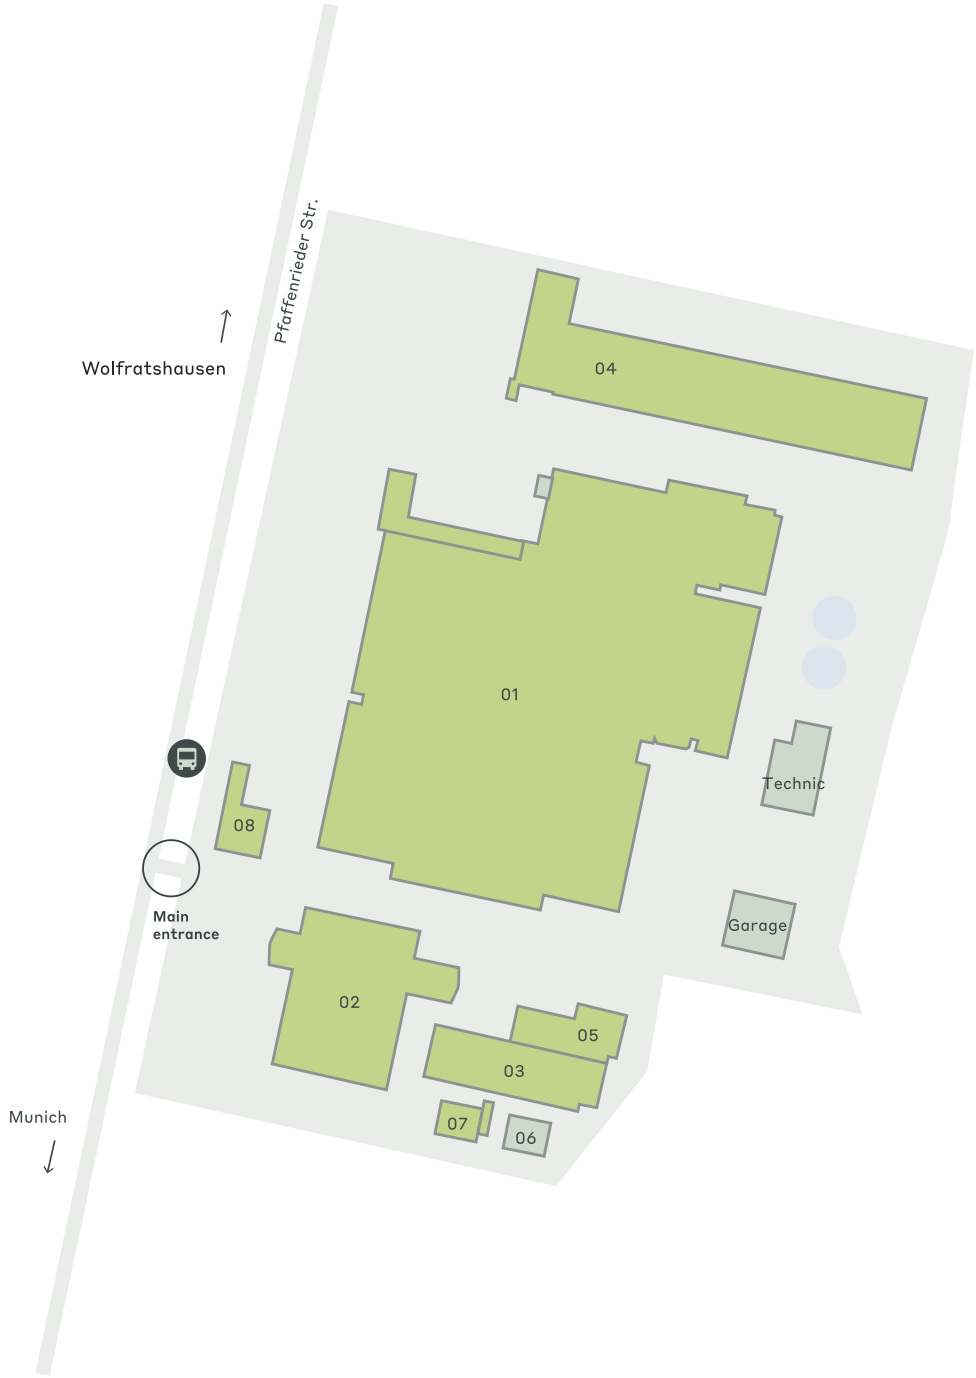 Pfaffenrieder Str.
Wolfratshausen
04
01
Technic
08
Main
entrance
Garage
02
05
03
Munich
07
06